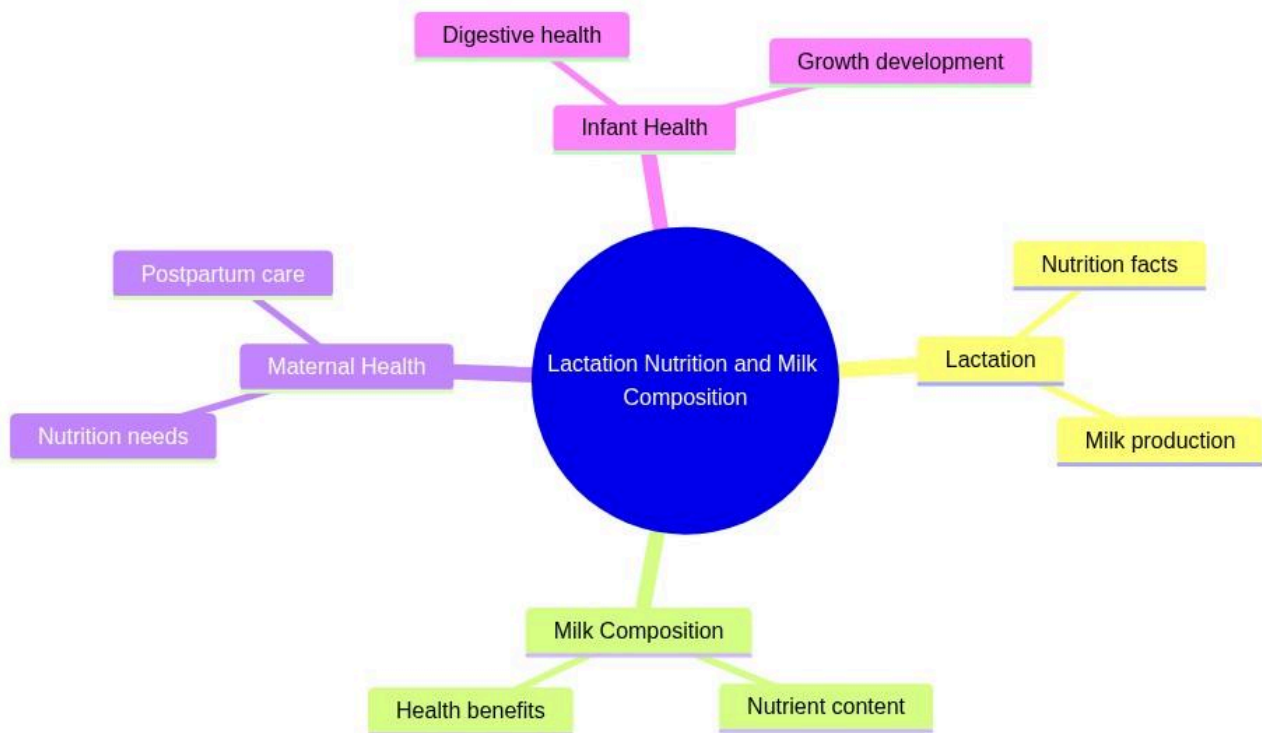 Digestive health
Growth development
Infant Health
Postpartum care
Nutrition facts
Maternal Health
Lactation Nutrition and Milk
Composition
Lactation
Nutrition needs
Milk production
Milk Composition
Health benefits
Nutrient content